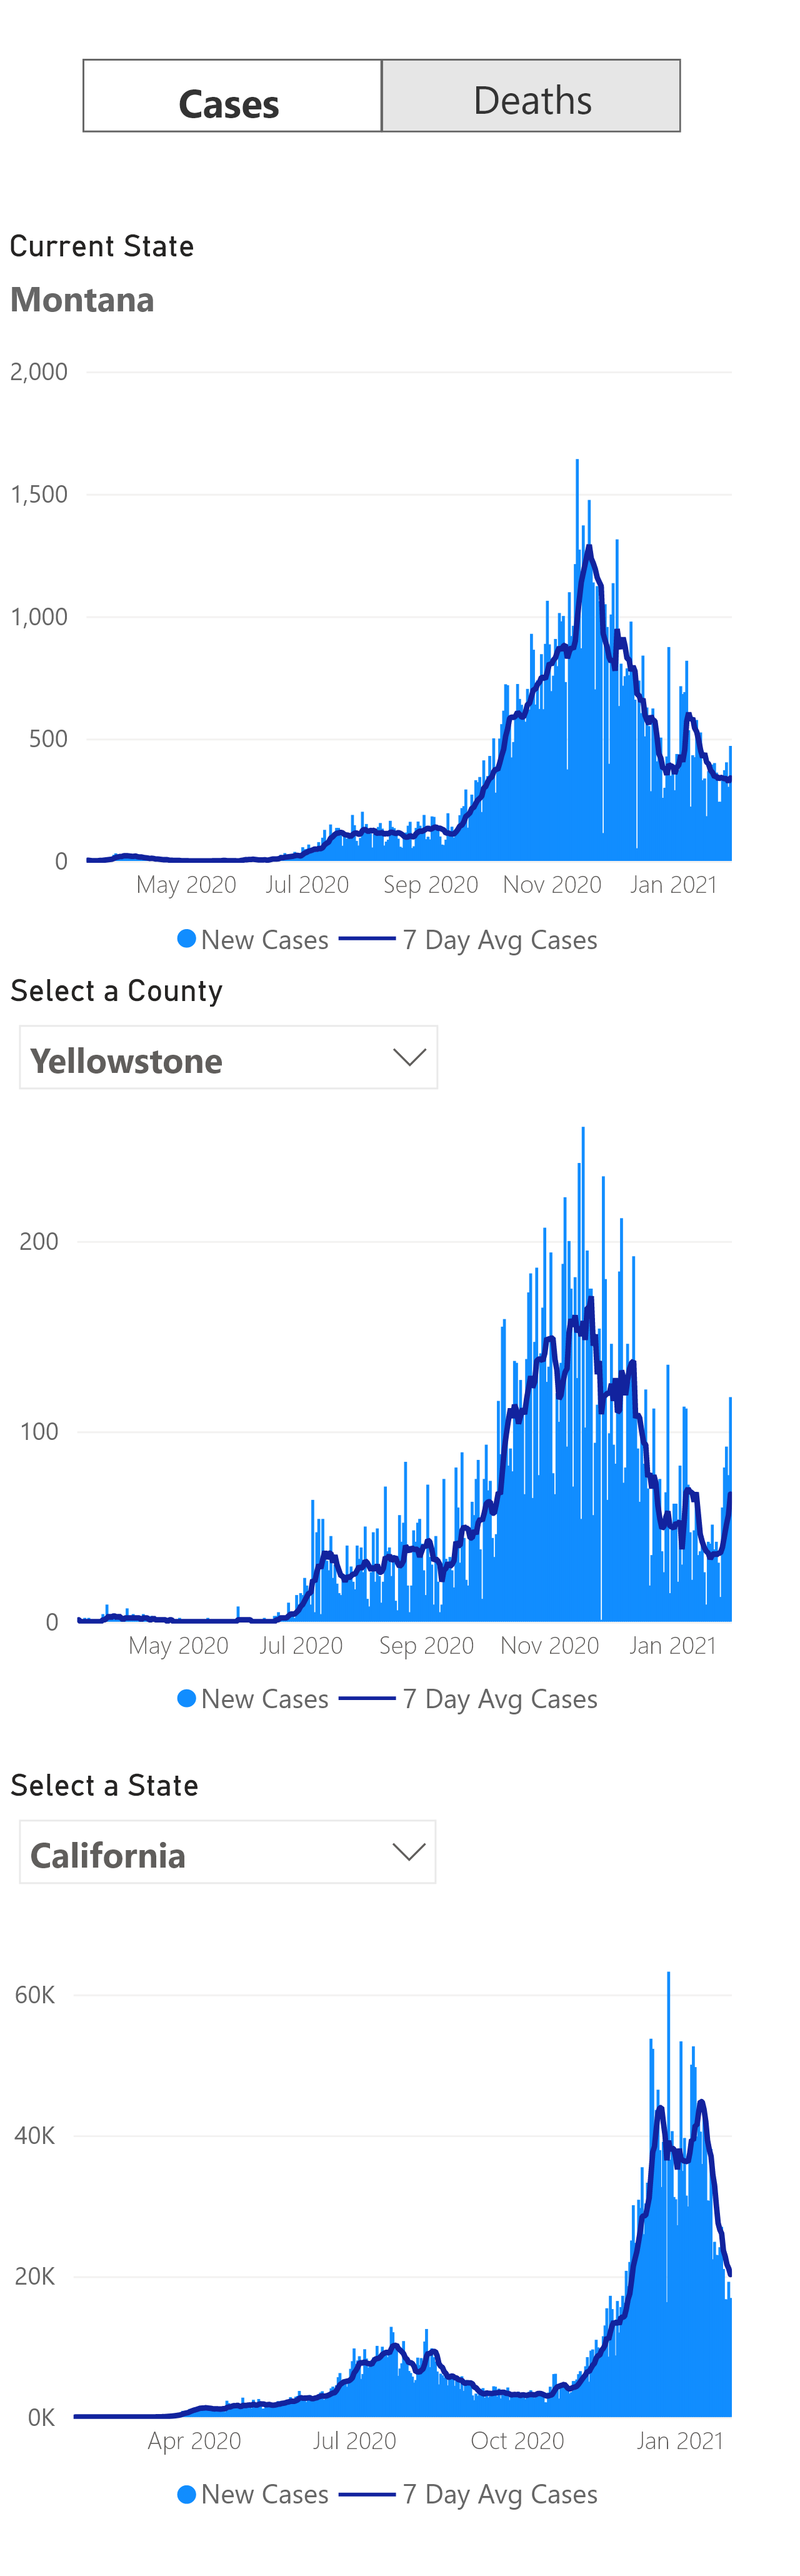 Cases Deaths
Current State
Montana
2,000
1,500
1,000
500
0
May 2020 Jul 2020 Sep 2020 Nov 2020 Jan 2021
New Cases 7 Day Avg Cases
Select a County
Yellowstone
200
100
0
May 2020 Jul 2020 Sep 2020 Nov 2020 Jan 2021
New Cases 7 Day Avg Cases
Select a State
California
60K
40K
20K
0K
Apr 2020 Jul 2020 Oct 2020 Jan 2021
New Cases 7 Day Avg Cases